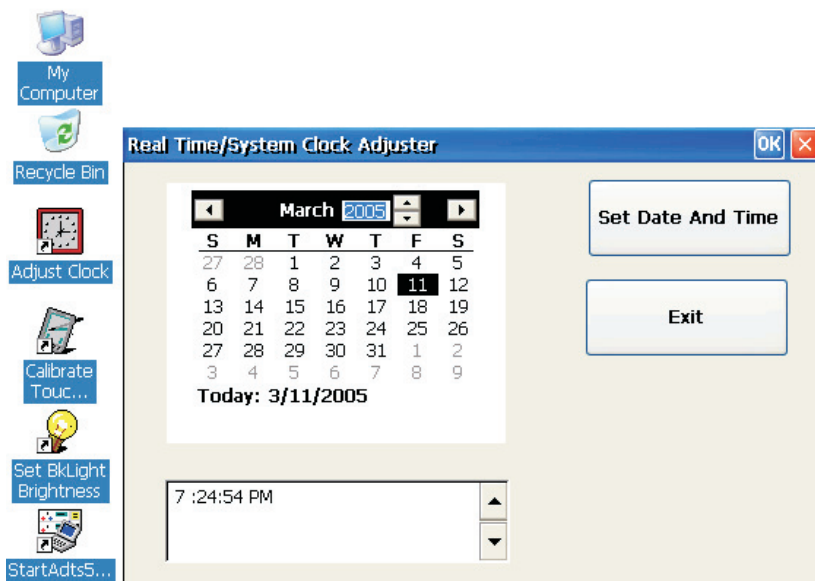 My
Computer
Recycle Bin
Adjust Clock
Calibrate
Touc...
Set BkLight
Brightness
StartAdts5...
Real Time/System Clock Adjuster
OK
March 2005
S M T W T F S
27 28 1 2 3 4 5
6 7 8 9 10 11 12
13 14 15 16 17 18 19
20 21 22 23 24 25 26
27 28 29 30 31 1 2
3 4 5 6 7 8 9
Today: 3/11/2005
7 :24:54 PM
Set Date And Time
Exit